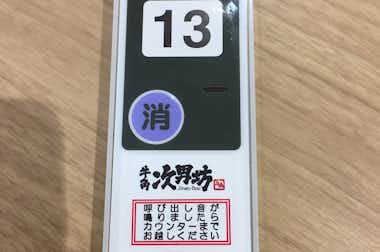 13
消
牛角
次男坊
呼び出し音が
鳴りましたら
カウンターまで
お越しください